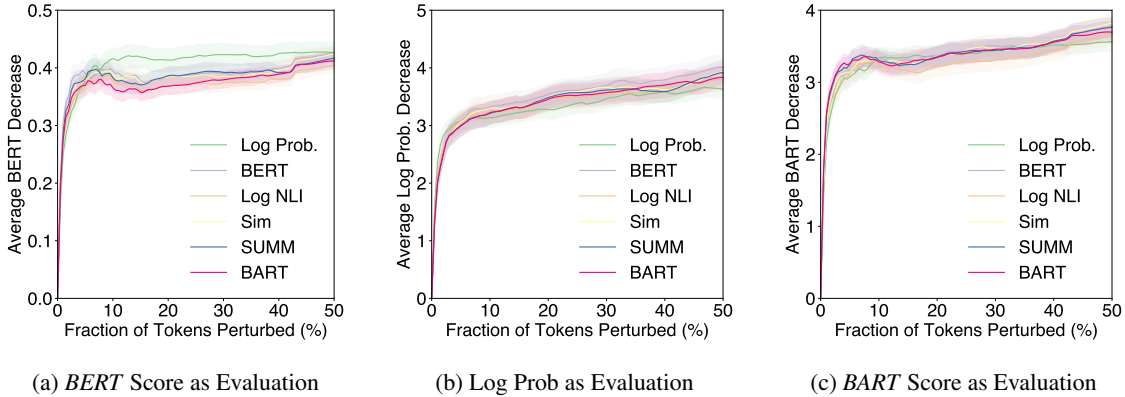 Average BERT Decrease
0.5
0.4
0.3
0.2
0.1
0.0
Log Prob.
BERT
Log NLI
Sim
SUMM
BART
0 10 20 30 40 50
Fraction of Tokens Perturbed (%)
(a) BERT Score as Evaluation
Average Log Prob. Decrease
5
4
3
2
1
0
Log Prob.
BERT
Log NLI
Sim
SUMM
BART
0 10 20 30 40 50
Fraction of Tokens Perturbed (%)
(b) Log Prob as Evaluation
Average BART Decrease
4
3
2
1
0
Log Prob.
BERT
Log NLI
Sim
SUMM
BART
0 10 20 30 40 50
Fraction of Tokens Perturbed (%)
(c) BART Score as Evaluation